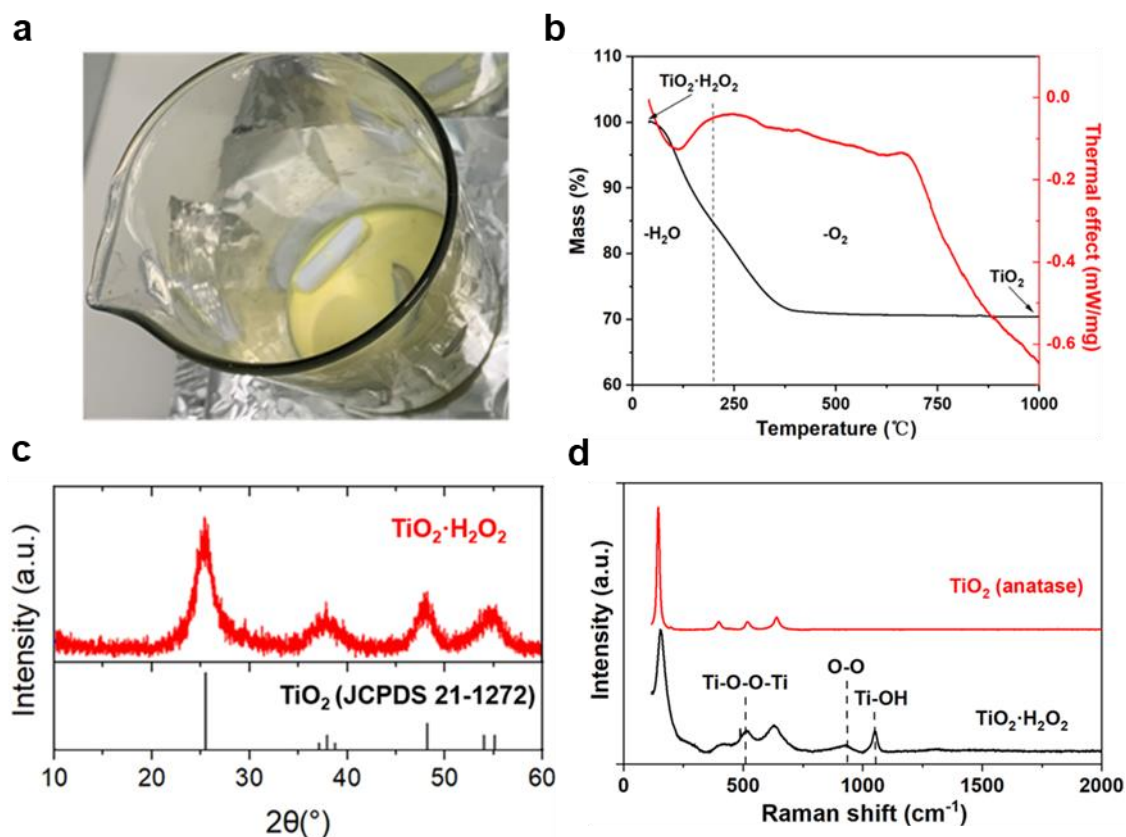 a
b
110
100
90
80
70
60
Mass (%)
TiO₂·H₂O₂
-H₂O
-O₂
TiO₂
0.0
-0.2
-0.4
-0.6
Thermal effect (mW/mg)
0
250
500
750
1000
Temperature (℃)
c
Intensity (a.u.)
TiO₂·H₂O₂
TiO₂ (JCPDS 21-1272)
10
20
30
40
50
60
2θ(°)
d
Intensity (a.u.)
TiO₂ (anatase)
O-O
Ti-O-O-Ti
Ti-OH
TiO₂·H₂O₂
0
500
1000
1500
2000
Raman shift (cm⁻¹)